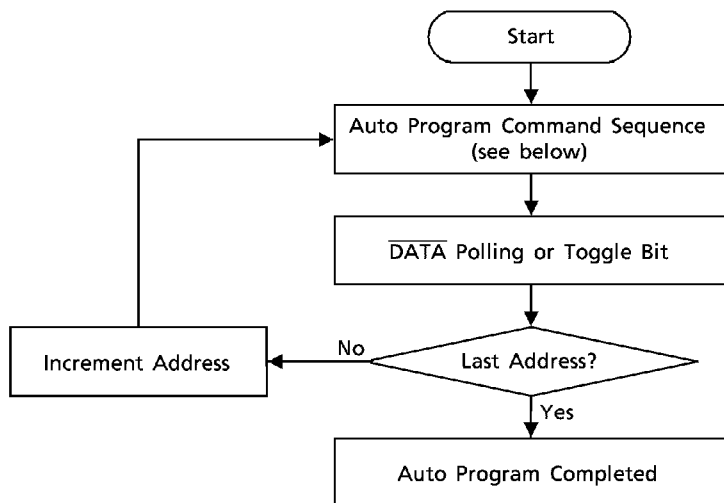 Start
Auto Program Command Sequence
(see below)
D̅A̅T̅A̅ Polling or Toggle Bit
Last Address?
No
Increment Address
Yes
Auto Program Completed